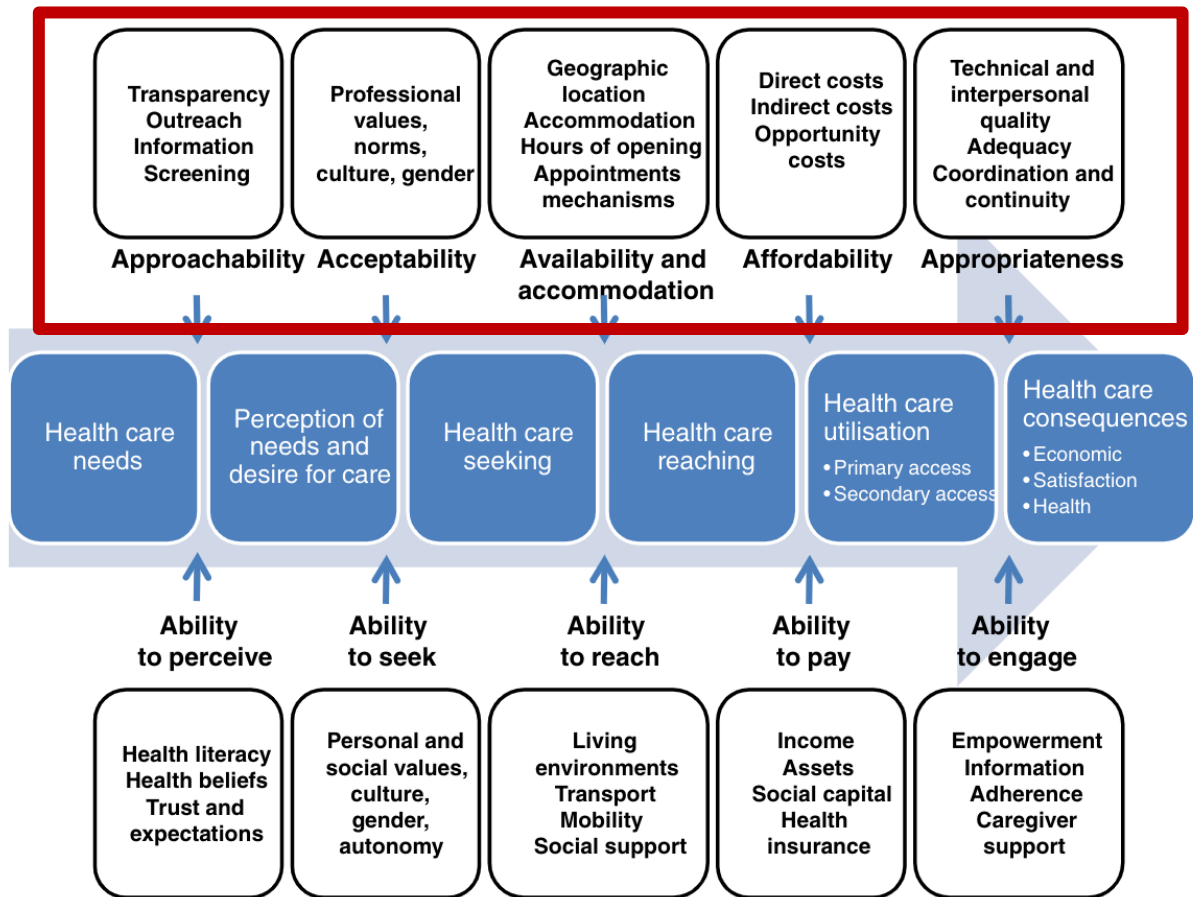 Transparency
Outreach
Information
Screening
Professional
values,
norms,
culture, gender
Geographic
location
Accommodation
Hours of opening
Appointments
mechanisms
Direct costs
Indirect costs
Opportunity
costs
Technical and
interpersonal
quality
Adequacy
Coordination and
continuity
Approachability
Acceptability
Availability and
accommodation
Affordability
Appropriateness
Health care
needs
Perception of
needs and
desire for care
Health care
seeking
Health care
reaching
Health care
utilisation
• Primary access
• Secondary access
Health care
consequences
• Economic
• Satisfaction
• Health
Ability
to perceive
Ability
to seek
Ability
to reach
Ability
to pay
Ability
to engage
Health literacy
Health beliefs
Trust and
expectations
Personal and
social values,
culture,
gender,
autonomy
Living
environments
Transport
Mobility
Social support
Income
Assets
Social capital
Health
insurance
Empowerment
Information
Adherence
Caregiver
support